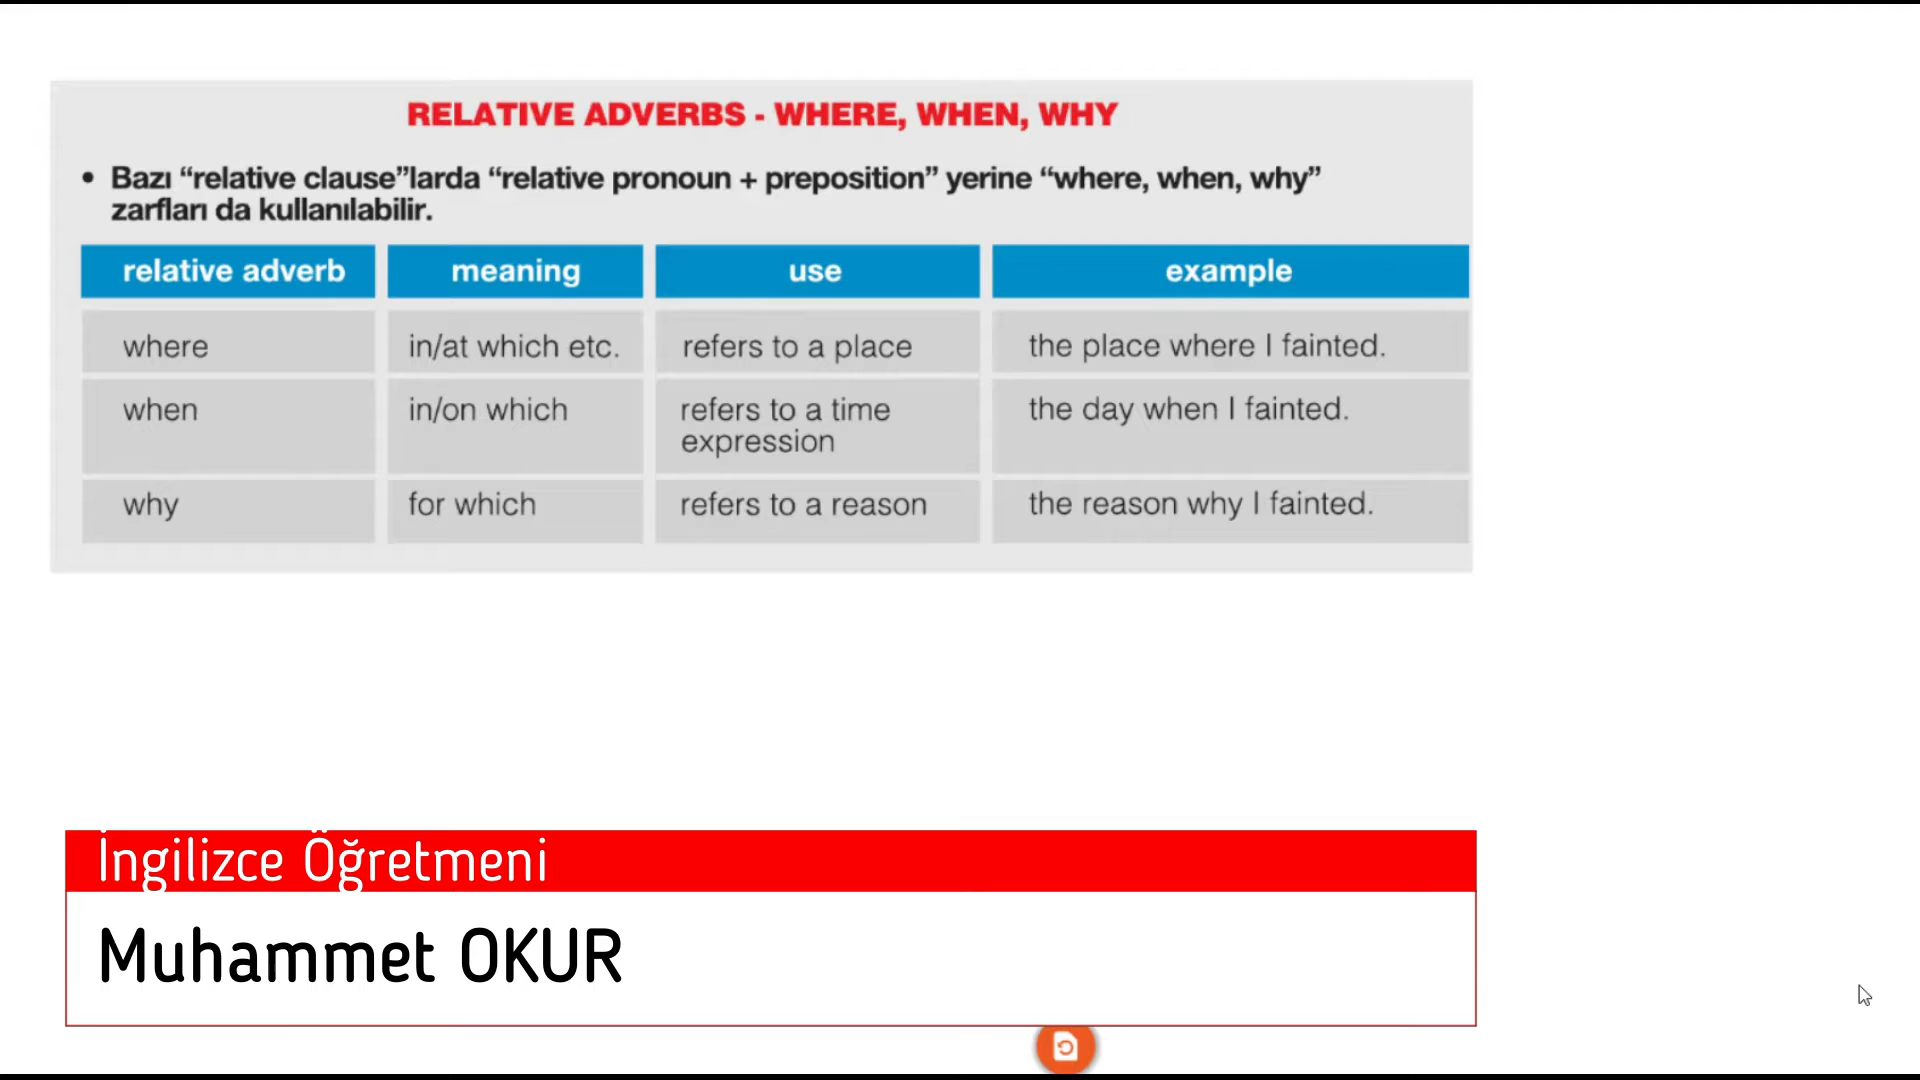 RELATIVE ADVERBS - WHERE, WHEN, WHY
• Bazı “relative clause”larda “relative pronoun + preposition” yerine “where, when, why”
zarfları da kullanılabilir.
relative adverb meaning use example
where in/at which etc. refers to a place the place where I fainted.
when in/on which refers to a time the day when I fainted.
expression
why for which refers to a reason the reason why I fainted.
İngilizce Öğretmeni
Muhammet OKUR